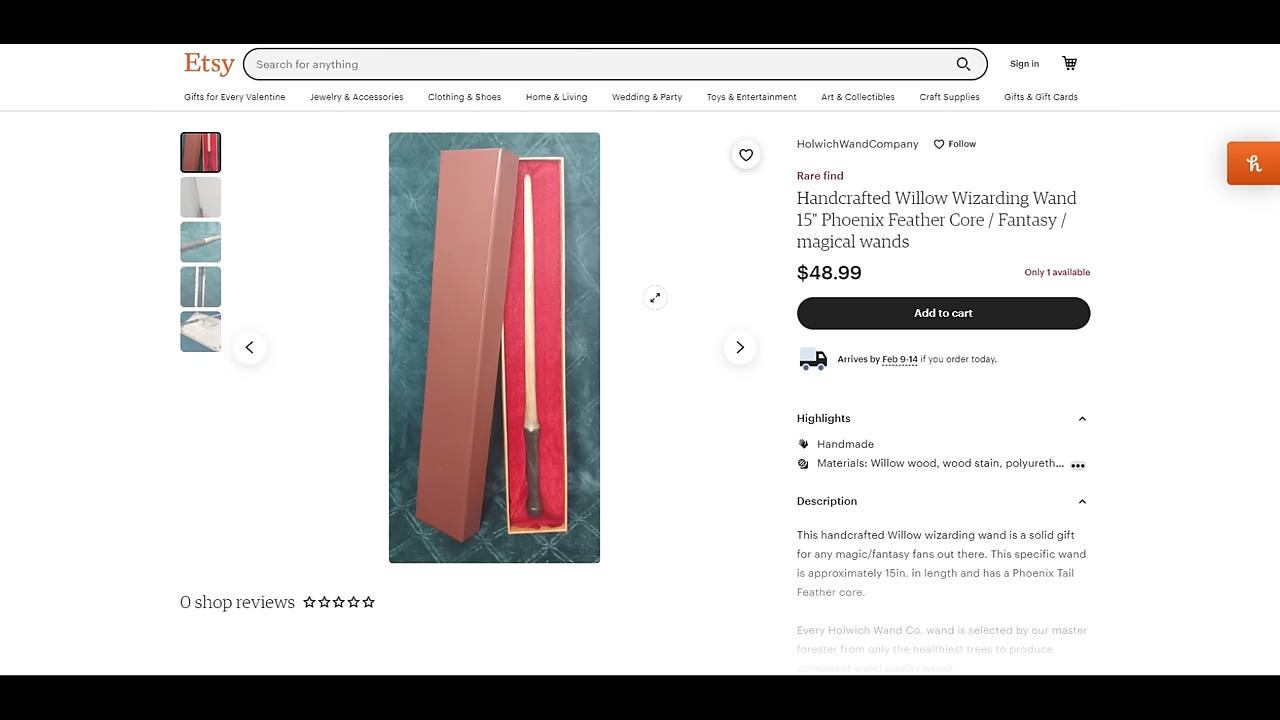 Etsy
Search for anything
Sign in
Gifts for Every Valentine Jewelry & Accessories Clothing & Shoes Home & Living Wedding & Party Toys & Entertainment Art & Collectibles Craft Supplies Gifts & Gift Cards
HolwichWandCompany Follow
Rare find
Handcrafted Willow Wizarding Wand
15" Phoenix Feather Core / Fantasy /
magical wands
$48.99 Only 1 available
Add to cart
Arrives by Feb 9-14 if you order today.
Highlights
Handmade
Materials: Willow wood, wood stain, polyureth...
Description
This handcrafted Willow wizarding wand is a solid gift
for any magic/fantasy fans out there. This specific wand
is approximately 15in. in length and has a Phoenix Tail
Feather core.
Every Holwich Wand Co. wand is selected by our master
forester from only the healthiest trees to produce
consistent wand quality wood.
0 shop reviews